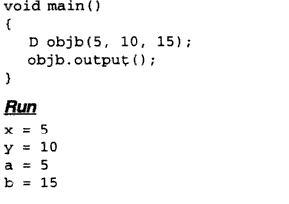 void main()
{
D objb(5, 10, 15);
objb.output();
}
Run
x = 5
y = 10
a = 5
b = 15